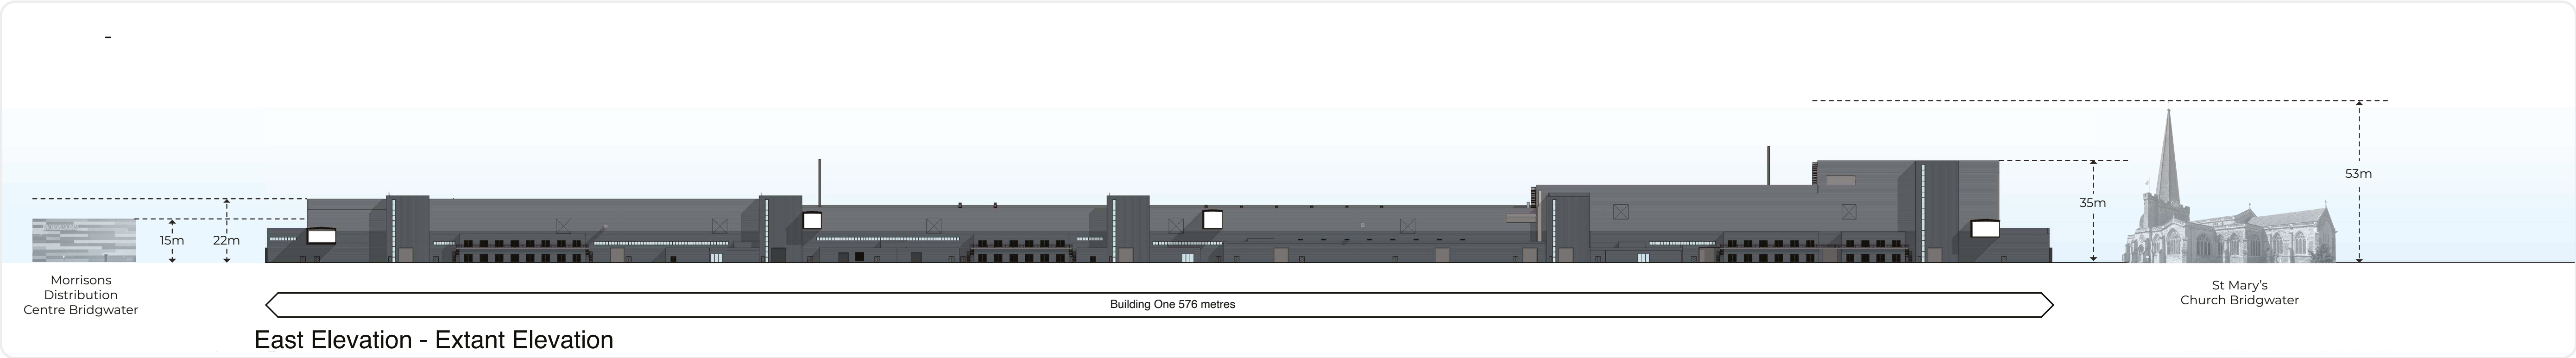 -
15m
22m
35m
53m
Morrisons
Distribution
Centre Bridgwater
St Mary’s
Church Bridgwater
Building One 576 metres
East Elevation - Extant Elevation